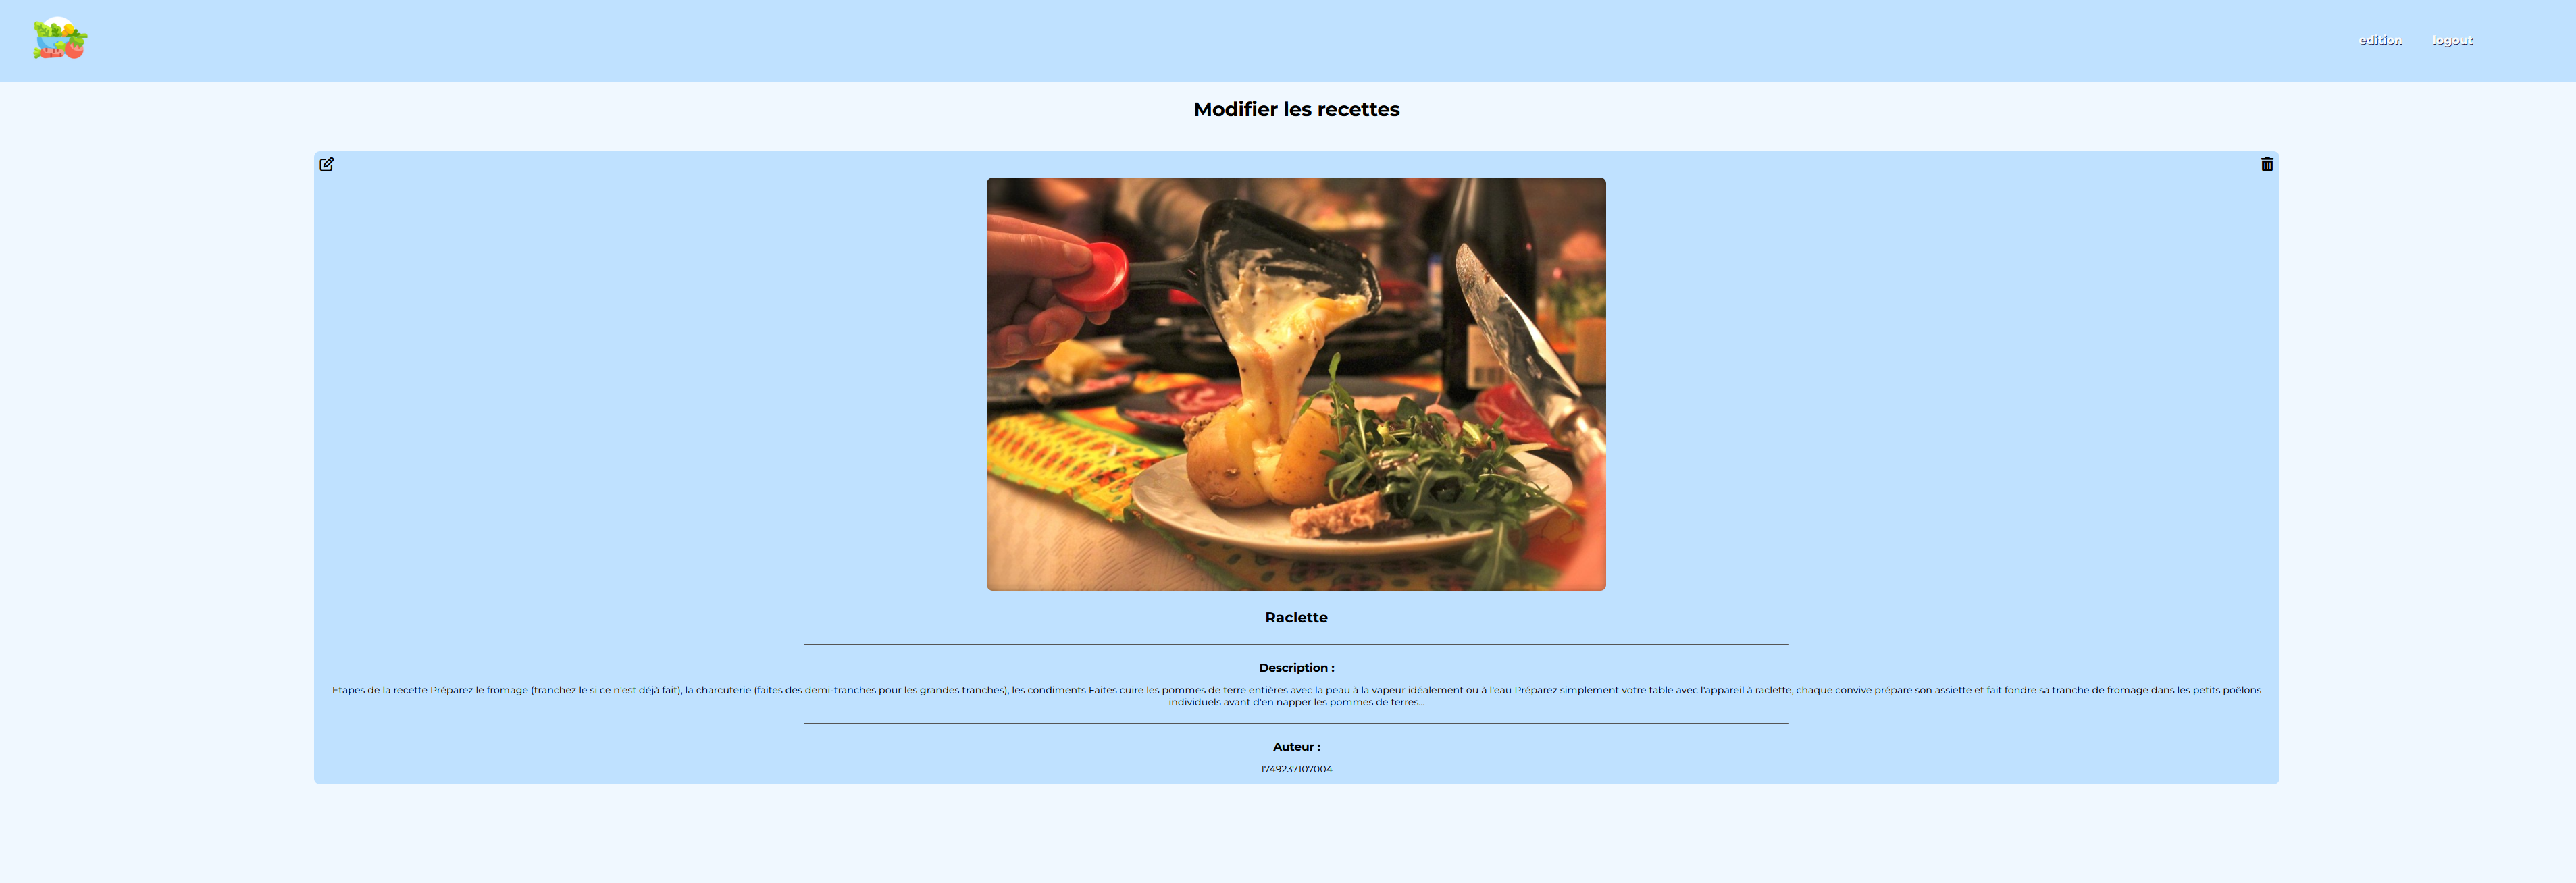 edition logout
Modifier les recettes
Raclette
Description :
Etapes de la recette Préparez le fromage (tranchez le si ce n'est déjà fait), la charcuterie (faites des demi-tranches pour les grandes tranches), les condiments Faites cuire les pommes de terre entières avec la peau à la vapeur idéalement ou à l'eau Préparez simplement votre table avec l'appareil à raclette, chaque convive prépare son assiette et fait fondre sa tranche de fromage dans les petits poêlons
individuels avant d'en napper les pommes de terres...
Auteur :
1749237107004